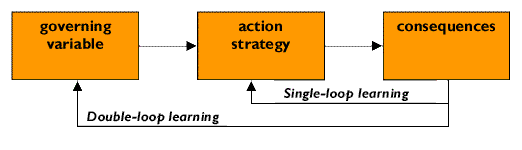 governing
variable
action
strategy
consequences
Single-loop learning
Double-loop learning